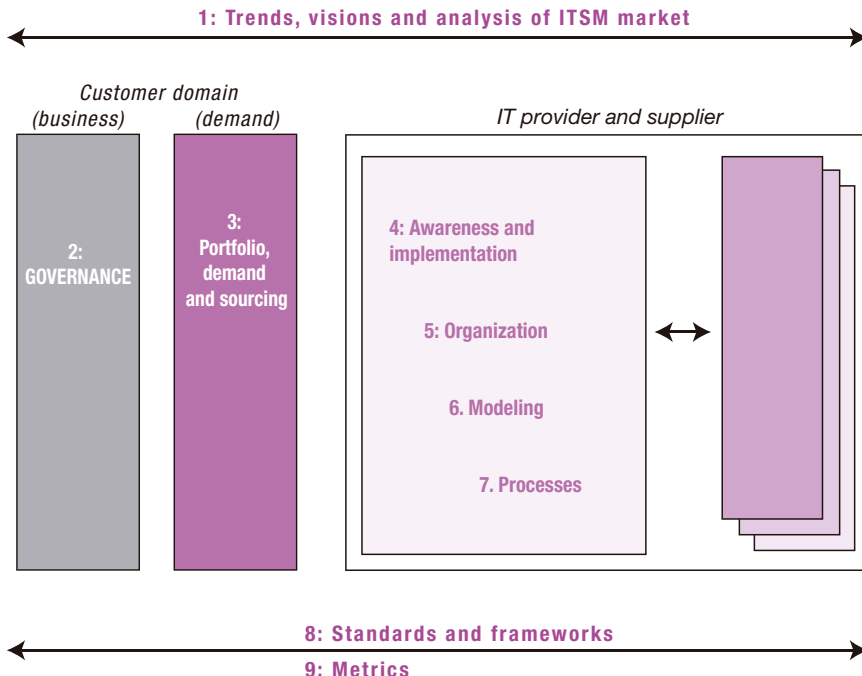 1: Trends, visions and analysis of ITSM market
Customer domain
(business)
(demand)
IT provider and supplier
2:
GOVERNANCE
3:
Portfolio,
demand
and sourcing
4: Awareness and
implementation
5: Organization
6. Modeling
7. Processes
8: Standards and frameworks
9: Metrics